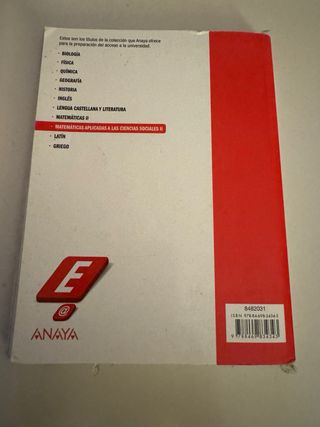 Estos son los títulos de la colección que Anaya ofrece
para la preparación del acceso a la universidad.
• BIOLOGÍA
• FÍSICA
• QUÍMICA
• GEOGRAFÍA
• HISTORIA
• INGLÉS
• LENGUA CASTELLANA Y LITERATURA
• MATEMÁTICAS II
• MATEMÁTICAS APLICADAS A LAS CIENCIAS SOCIALES II
• LATÍN
• GRIEGO
E
@
ANAYA
8482031